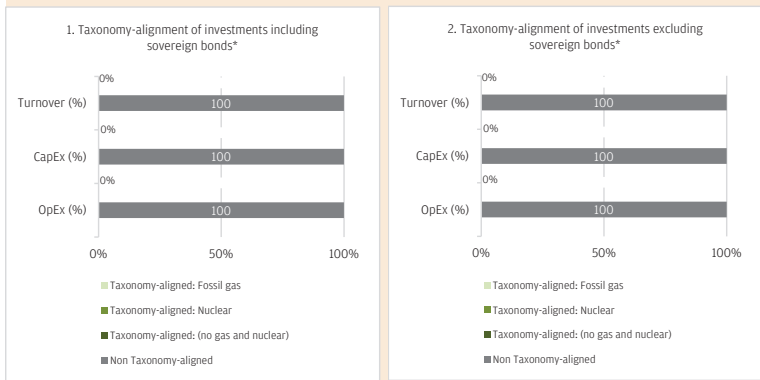 1. Taxonomy-alignment of investments including
sovereign bonds*
0%
Turnover (%)
100
0%
CapEx (%)
100
0%
OpEx (%)
100
0%
50%
100%
Taxonomy-aligned: Fossil gas
Taxonomy-aligned: Nuclear
Taxonomy-aligned: (no gas and nuclear)
Non Taxonomy-aligned
2. Taxonomy-alignment of investments excluding
sovereign bonds*
0%
Turnover (%)
100
0%
CapEx (%)
100
0%
OpEx (%)
100
0%
50%
100%
Taxonomy-aligned: Fossil gas
Taxonomy-aligned: Nuclear
Taxonomy-aligned: (no gas and nuclear)
Non Taxonomy-aligned